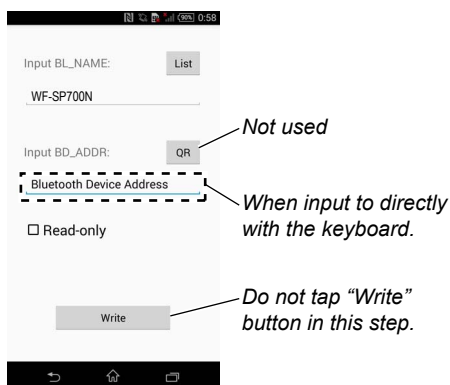 90% 0:58
Input BL_NAME:
List
WF-SP700N
Not used
Input BD_ADDR:
QR
Bluetooth Device Address
When input to directly
with the keyboard.
Read-only
Do not tap “Write”
button in this step.
Write